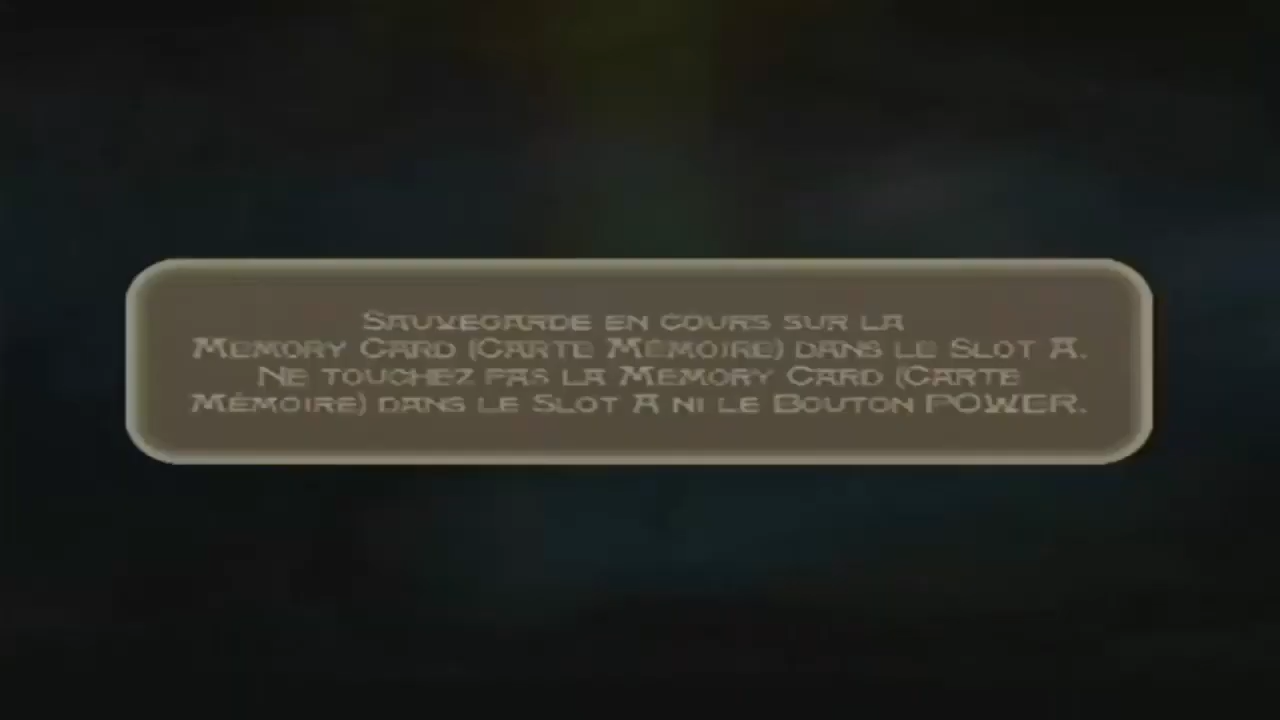 Sauvegarde en cours sur la
Memory Card (Carte Mémoire) dans le Slot A.
Ne touchez pas la Memory Card (Carte
Mémoire) dans le Slot A ni le Bouton POWER.